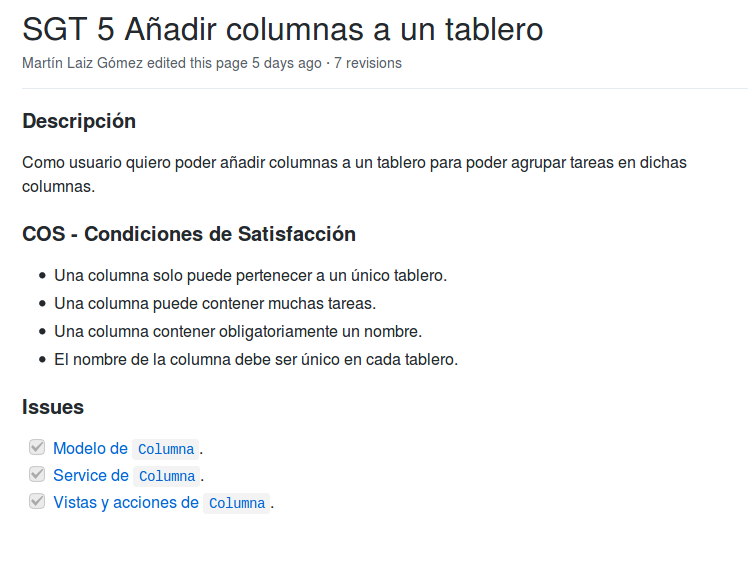 SGT 5 Añadir columnas a un tablero
Martín Laiz Gómez edited this page 5 days ago · 7 revisions
Descripción
Como usuario quiero poder añadir columnas a un tablero para poder agrupar tareas en dichas
columnas.
COS - Condiciones de Satisfacción
• Una columna solo puede pertenecer a un único tablero.
• Una columna puede contener muchas tareas.
• Una columna contener obligatoriamente un nombre.
• El nombre de la columna debe ser único en cada tablero.
Issues
Modelo de Columna.
Service de Columna.
Vistas y acciones de Columna.